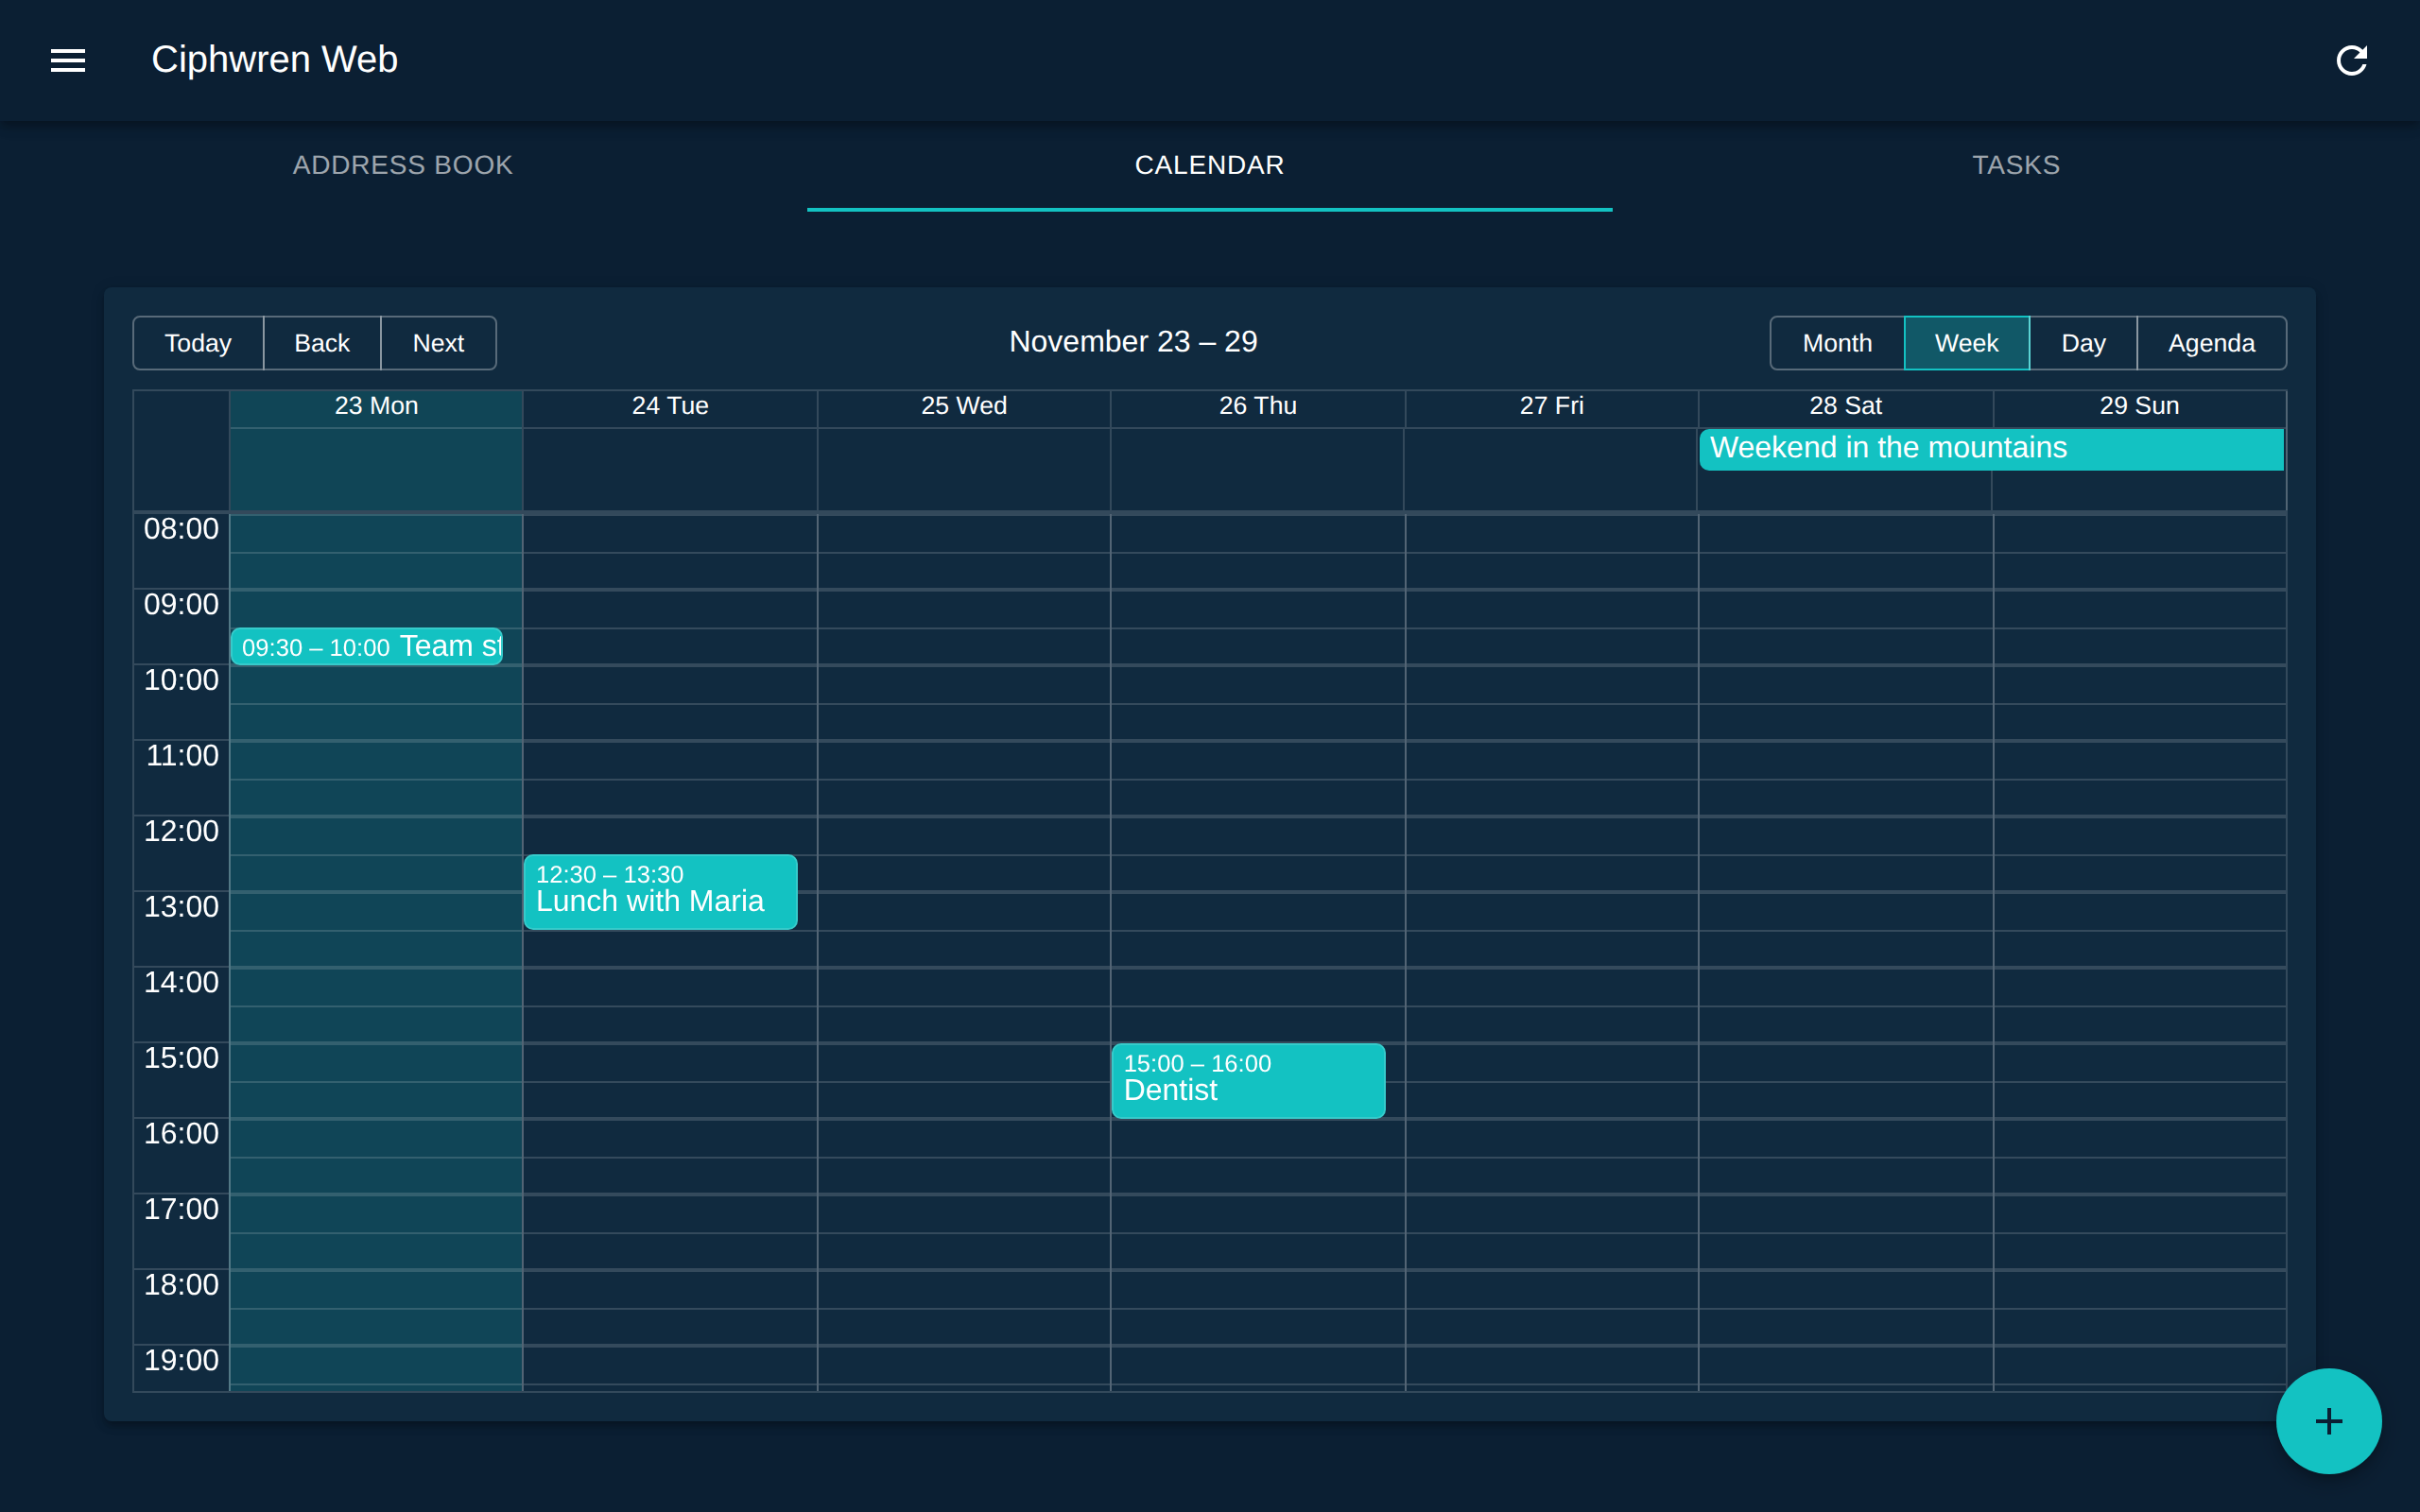 Ciphwren Web
ADDRESS BOOK
CALENDAR
TASKS
Today
Back
Next
November 23 – 29
Month
Week
Day
Agenda
23 Mon
24 Tue
25 Wed
26 Thu
27 Fri
28 Sat
29 Sun
Weekend in the mountains
08:00
09:00
09:30 – 10:00 Team
10:00
11:00
12:00
12:30 – 13:30
Lunch with Maria
13:00
14:00
15:00
15:00 – 16:00
Dentist
16:00
17:00
18:00
19:00